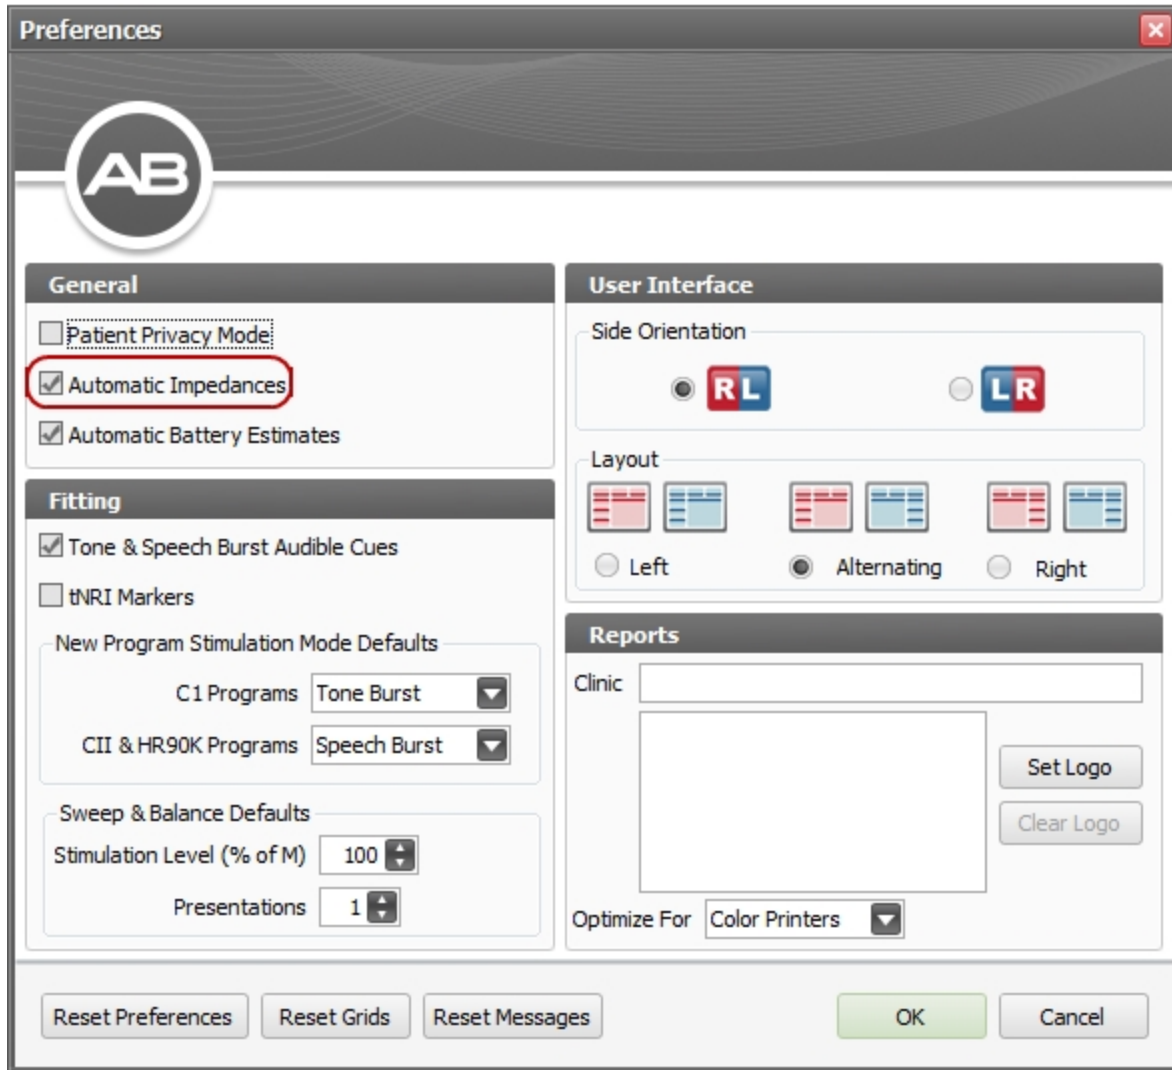 Preferences
AB
General
Patient Privacy Mode
Automatic Impedances
Automatic Battery Estimates
Fitting
Tone & Speech Burst Audible Cues
tNRI Markers
New Program Stimulation Mode Defaults
C1 Programs Tone Burst
CII & HR90K Programs Speech Burst
Sweep & Balance Defaults
Stimulation Level (% of M) 100
Presentations 1
User Interface
Side Orientation
RL LR
Layout
Left Alternating Right
Reports
Clinic
Set Logo
Clear Logo
Optimize For Color Printers
Reset Preferences Reset Grids Reset Messages OK Cancel